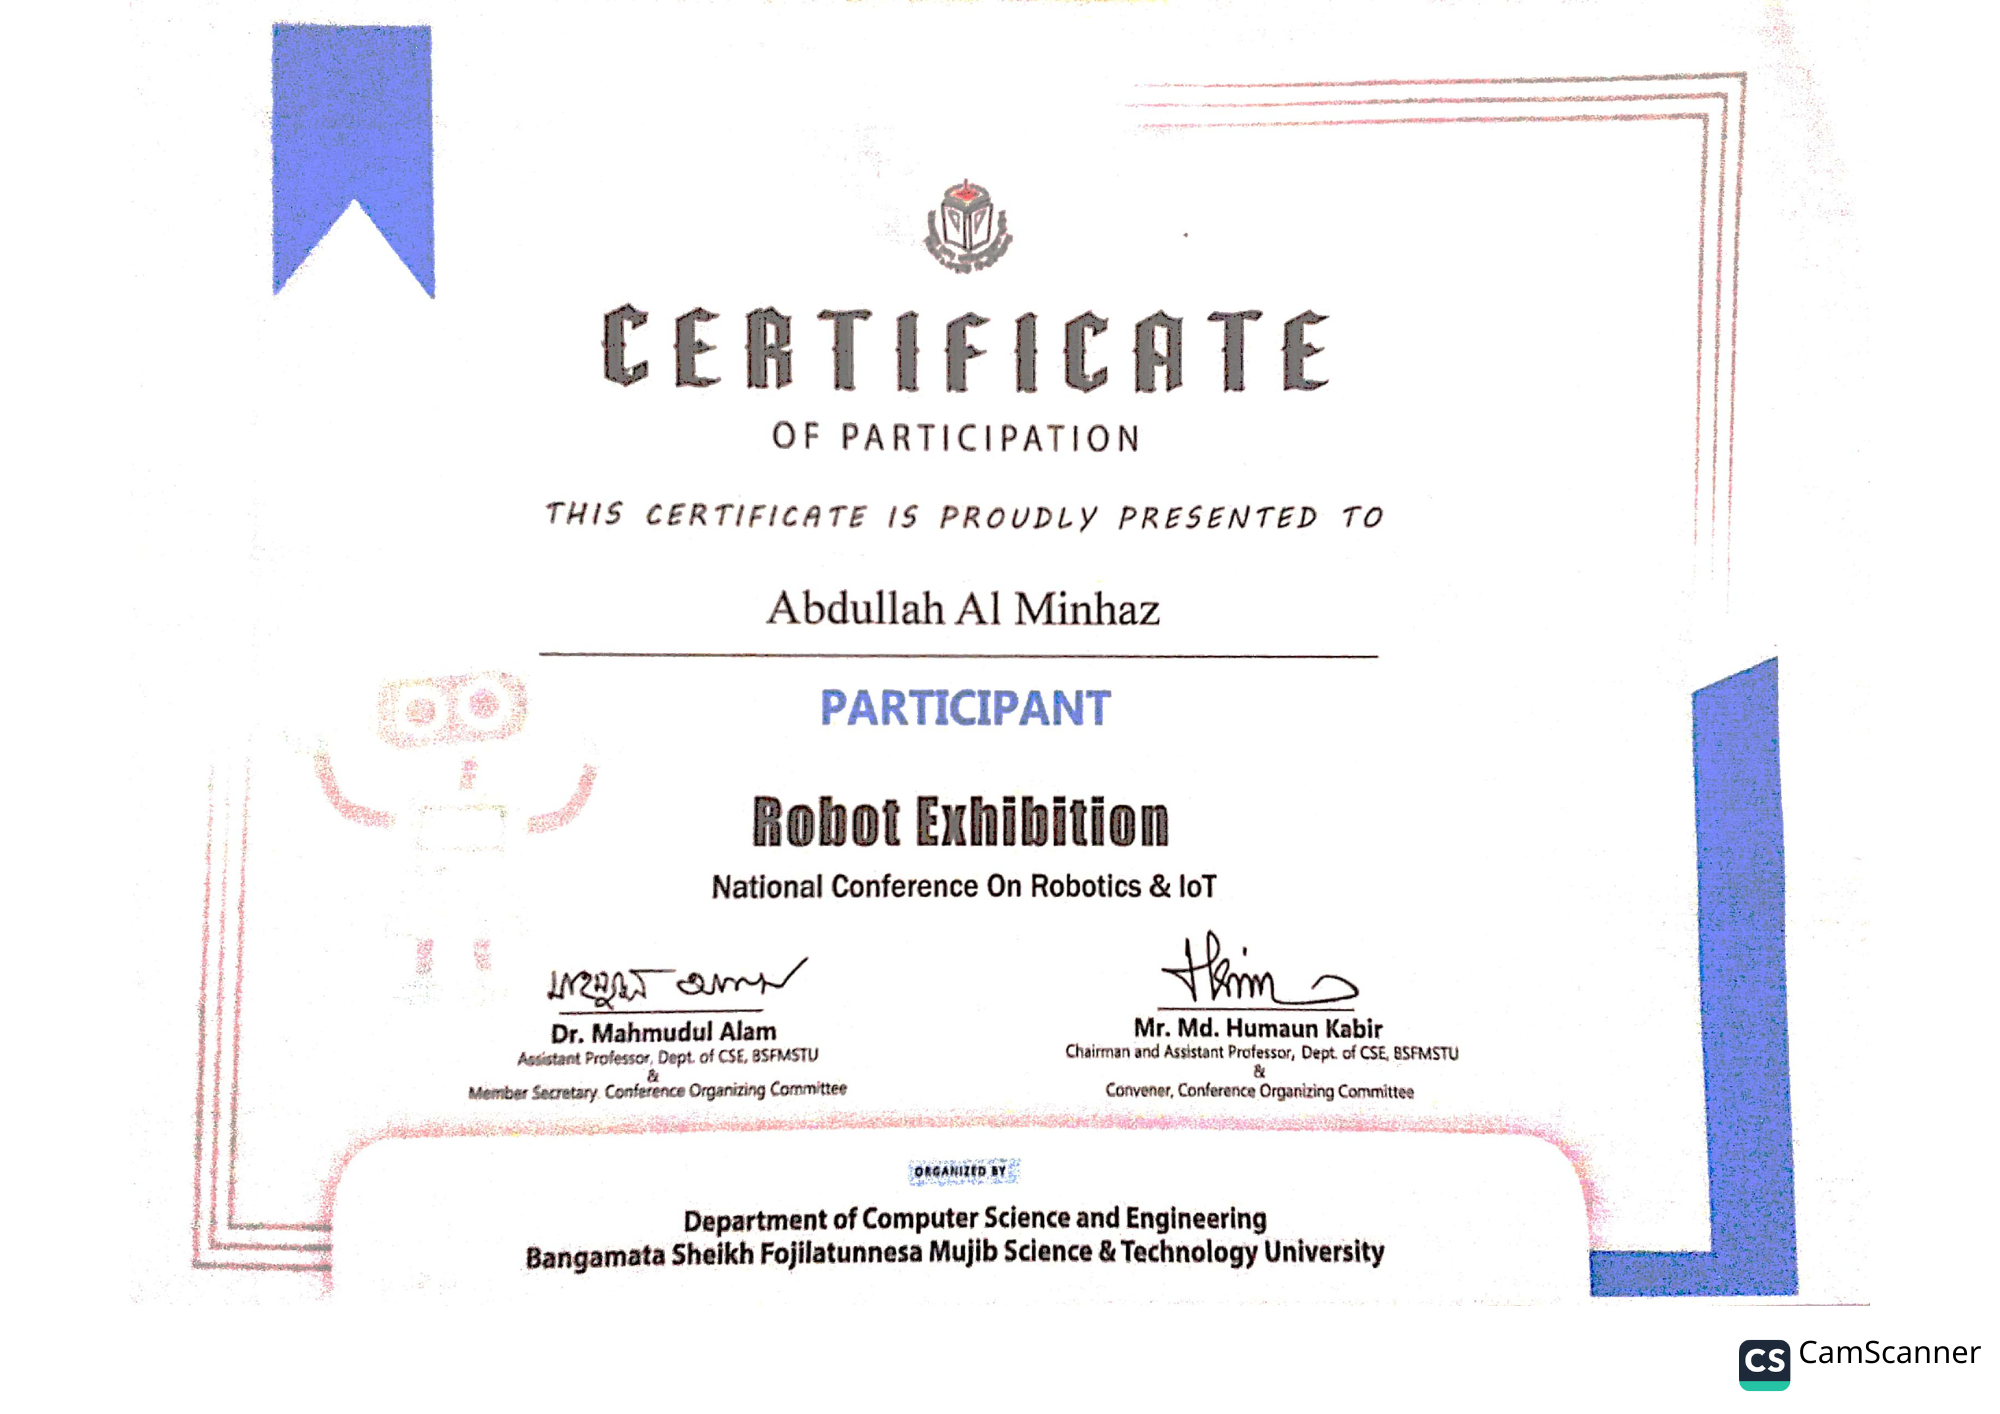 CERTIFICATE
OF PARTICIPATION
THIS CERTIFICATE IS PROUDLY PRESENTED TO
Abdullah Al Minhaz
PARTICIPANT
Robot Exhibition
National Conference On Robotics & IoT
Dr. Mahmudul Alam
Assistant Professor, Dept. of CSE, BSFMSTU
&
Member Secretary, Conference Organizing Committee
Mr. Md. Humaun Kabir
Chairman and Assistant Professor, Dept. of CSE, BSFMSTU
&
Convener, Conference Organizing Committee
ORGANIZED BY
Department of Computer Science and Engineering
Bangamata Sheikh Fojilatunnesa Mujib Science & Technology University
CS CamScanner